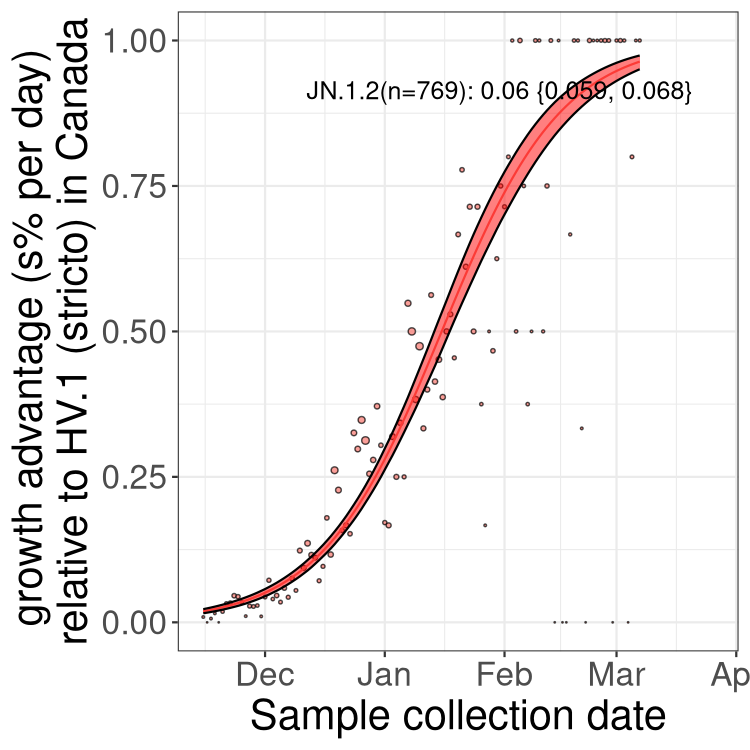 growth advantage (s% per day)
relative to HV.1 (stricto) in Canada
1.00
0.75
0.50
0.25
0.00
JN.1.2(n=769): 0.06 {0.059, 0.068}
Dec Jan Feb Mar Ap
Sample collection date